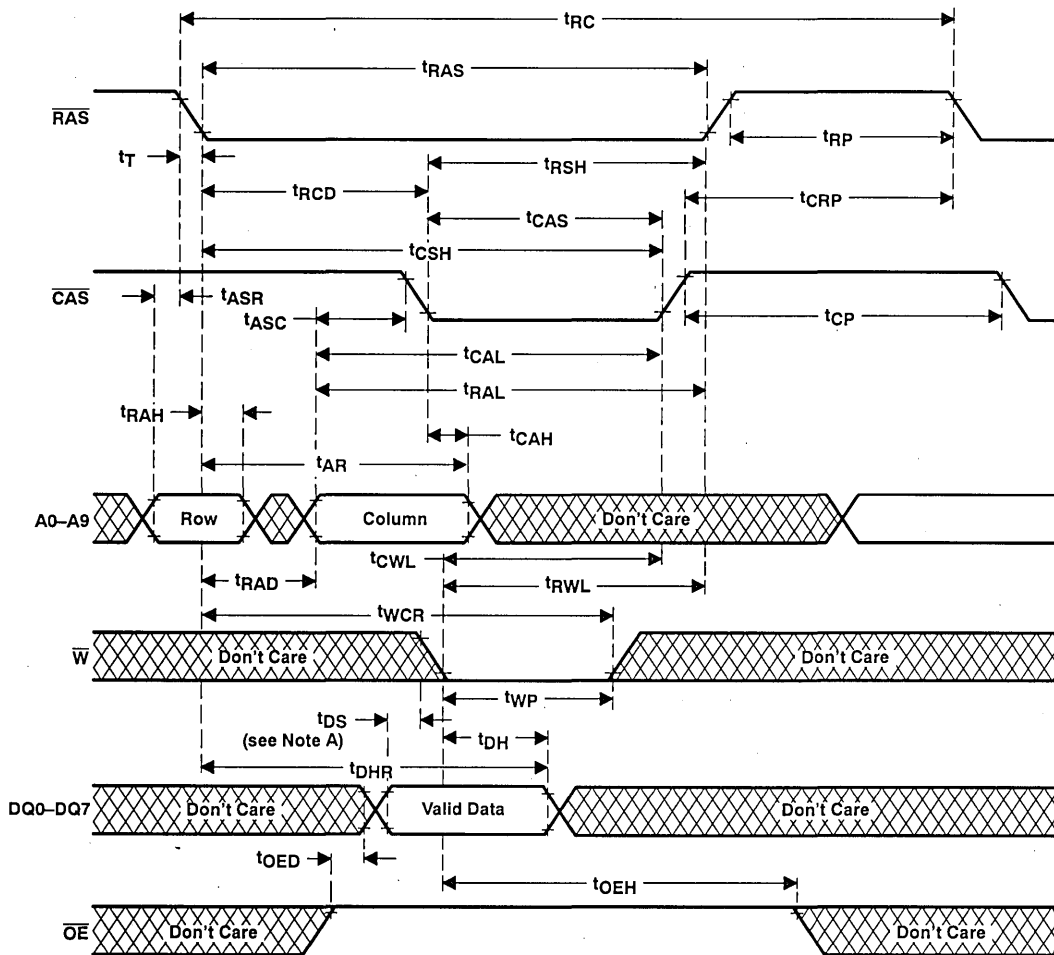 tRC
tRAS
RAS
tRP
tT
tRSH
tRCD
tCRP
tCAS
tCSH
CAS
tASR
tASC
tCP
tCAL
tRAL
tRAH
tCAH
tAR
A0–A9
Row
Column
Don't Care
tCWL
tRAD
tRWL
tWCR
W
Don't Care
Don't Care
tWP
tDS
(see Note A)
tDH
tDHR
DQ0–DQ7
Don't Care
Valid Data
Don't Care
tOED
tOEH
OE
Don't Care
Don't Care